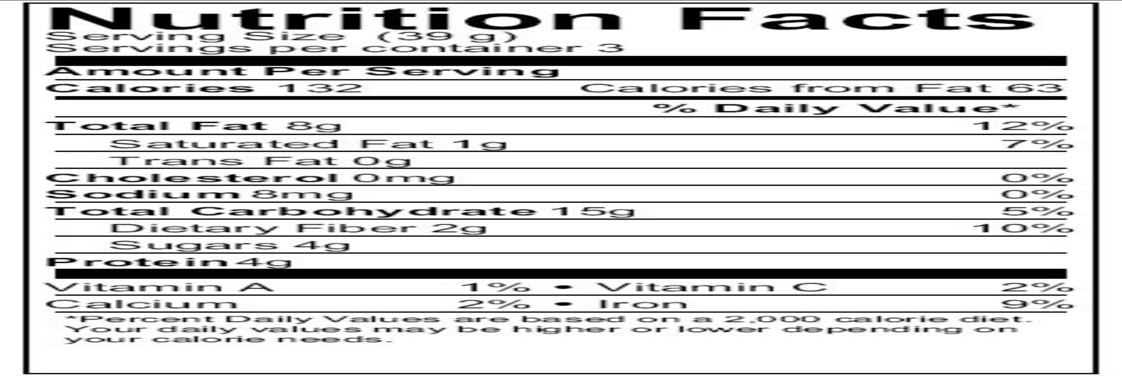 Nutrition Facts
Serving Size (39 g)
Servings per container 3
Amount Per Serving
Calories 132 Calories from Fat 63
% Daily Value*
Total Fat 8g 12%
Saturated Fat 1g 7%
Trans Fat 0g
Cholesterol 0mg 0%
Sodium 8mg 0%
Total Carbohydrate 15g 5%
Dietary Fiber 2g 10%
Sugars 4g
Protein 4g
Vitamin A 1% • Vitamin C 2%
Calcium 2% • Iron 9%
*Percent Daily Values are based on a 2,000 calorie diet.
Your daily values may be higher or lower depending on
your calorie needs.